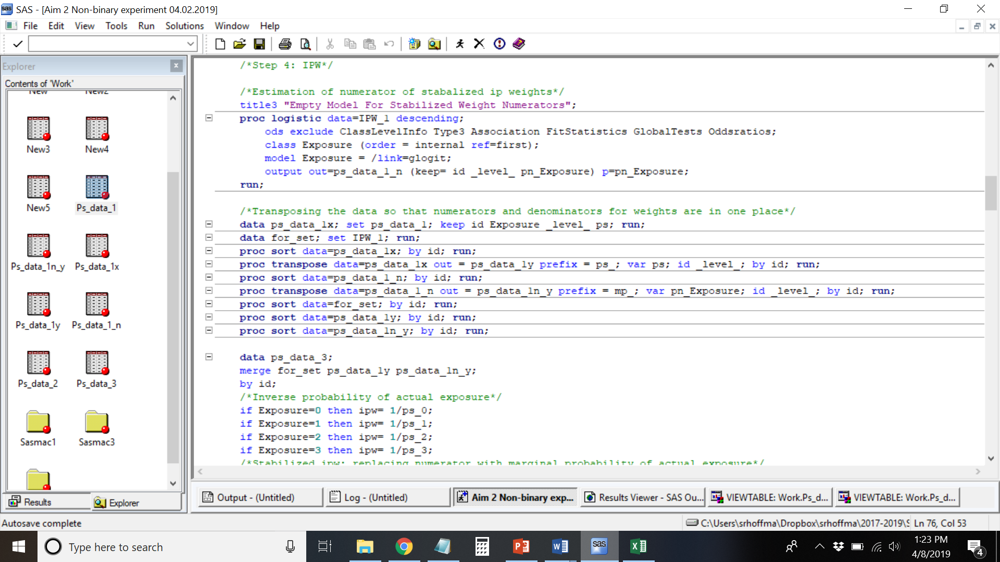 SAS - [Aim 2 Non-binary experiment 04.02.2019]
File Edit View Tools Run Solutions Window Help
Explorer
Contents of 'Work'
New New2
New3 New4
New5 Ps_data_1
Ps_data_1n_y Ps_data_1x
Ps_data_1y Ps_data_1_n
Ps_data_2 Ps_data_3
Sasmac1 Sasmac3
Results Explorer
/*Step 4: IPW*/
/*Estimation of numerator of stabalized ip weights*/
title3 "Empty Model For Stabilized Weight Numerators";
proc logistic data=IPW_1 descending;
ods exclude ClassLevelInfo Type3 Association FitStatistics GlobalTests Oddsratios;
class Exposure (order = internal ref=first);
model Exposure = /link=glogit;
output out=ps_data_1_n (keep= id _level_ pn_Exposure) p=pn_Exposure;
run;
/*Transposing the data so that numerators and denominators for weights are in one place*/
data ps_data_1x; set ps_data_1; keep id Exposure _level_ ps; run;
data for_set; set IPW_1; run;
proc sort data=ps_data_1x; by id; run;
proc transpose data=ps_data_1x out = ps_data_1y prefix = ps_; var ps; id _level_; by id; run;
proc sort data=ps_data_1_n; by id; run;
proc transpose data=ps_data_1_n out = ps_data_1n_y prefix = mp_; var pn_Exposure; id _level_; by id; run;
proc sort data=for_set; by id; run;
proc sort data=ps_data_1y; by id; run;
proc sort data=ps_data_1n_y; by id; run;
data ps_data_3;
merge for_set ps_data_1y ps_data_1n_y;
by id;
/*Inverse probability of actual exposure*/
if Exposure=0 then ipw= 1/ps_0;
if Exposure=1 then ipw= 1/ps_1;
if Exposure=2 then ipw= 1/ps_2;
if Exposure=3 then ipw= 1/ps_3;
/*Stabilized ipw: replacing numerator with marginal probability of actual exposure*/
Output - (Untitled) Log - (Untitled) Aim 2 Non-binary exp... Results Viewer - SAS Ou... VIEWTABLE: Work.Ps_d... VIEWTABLE: Work.Ps_d...
Autosave complete
C:\Users\srhoffma\Dropbox\srhoffma\2017-2019\S Ln 76, Col 53
Type here to search
1:23 PM
4/8/2019
4